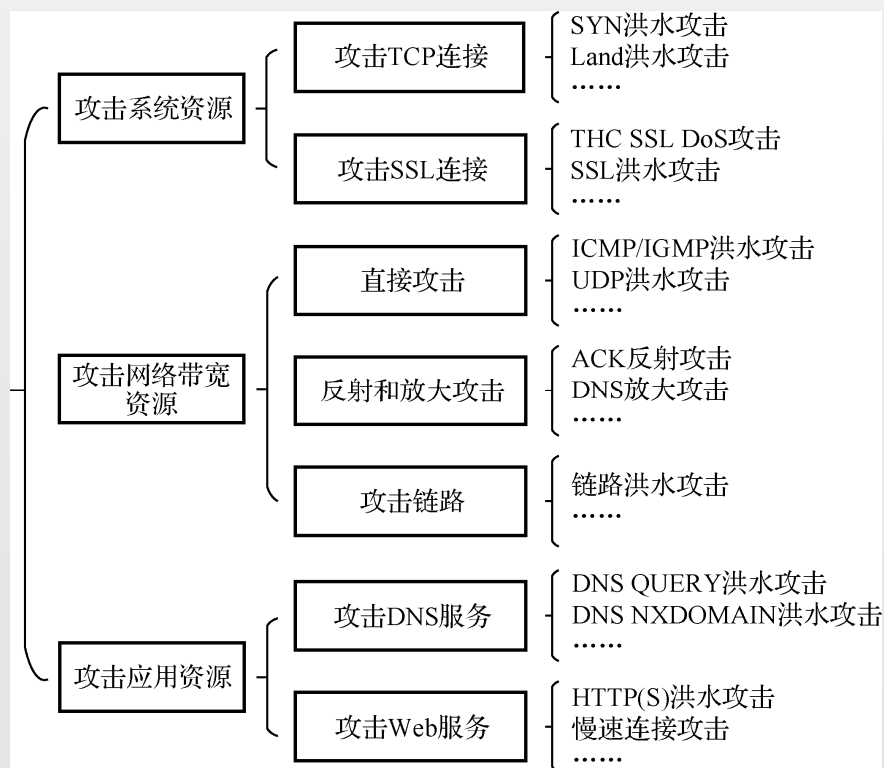 攻击系统资源
攻击TCP连接
SYN洪水攻击
Land洪水攻击
……
攻击SSL连接
THC SSL DoS攻击
SSL洪水攻击
……
攻击网络带宽
资源
直接攻击
ICMP/IGMP洪水攻击
UDP洪水攻击
……
反射和放大攻击
ACK反射攻击
DNS放大攻击
……
攻击链路
链路洪水攻击
……
攻击应用资源
攻击DNS服务
DNS QUERY洪水攻击
DNS NXDOMAIN洪水攻击
……
攻击Web服务
HTTP(S)洪水攻击
慢速连接攻击
……